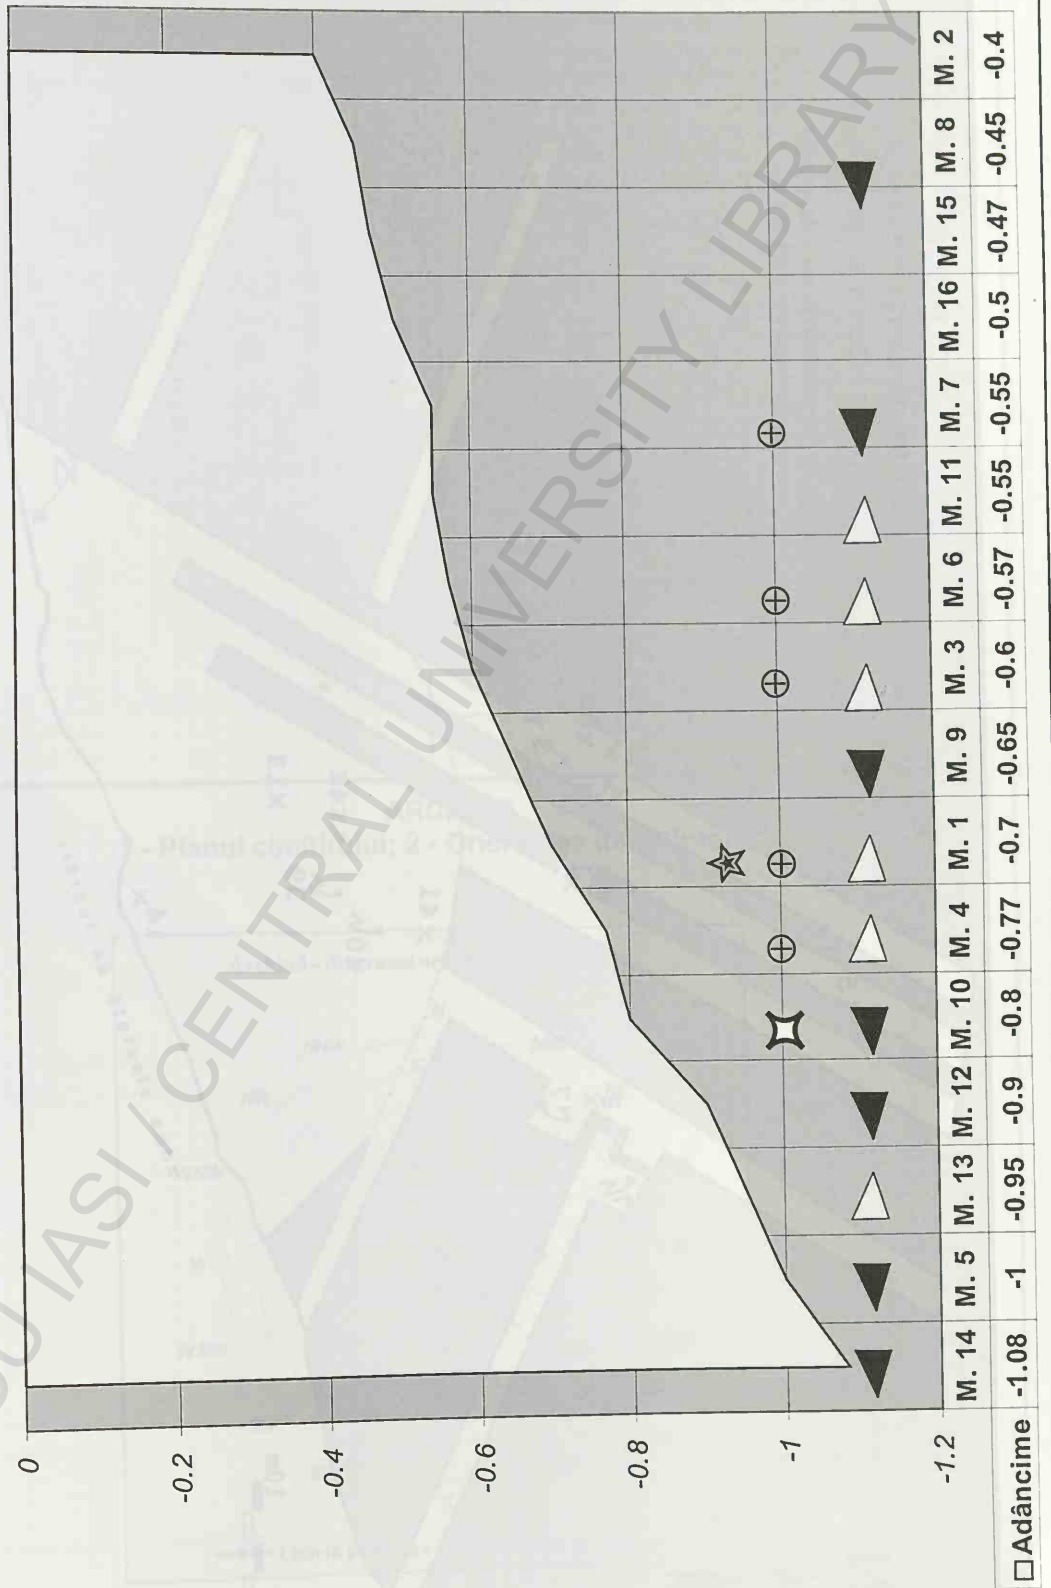 0
-0.2
-0.4
-0.6
-0.8
-1
-1.2
M. 14 M. 5 M. 13 M. 12 M. 10 M. 4 M. 1 M. 9 M. 3 M. 6 M. 11 M. 7 M. 16 M. 15 M. 8 M. 2
Adâncime -1.08 -1 -0.95 -0.9 -0.8 -0.77 -0.7 -0.65 -0.6 -0.57 -0.55 -0.55 -0.5 -0.47 -0.45 -0.4
IASI / CENTRAL UNIVERSITY LIBRARY